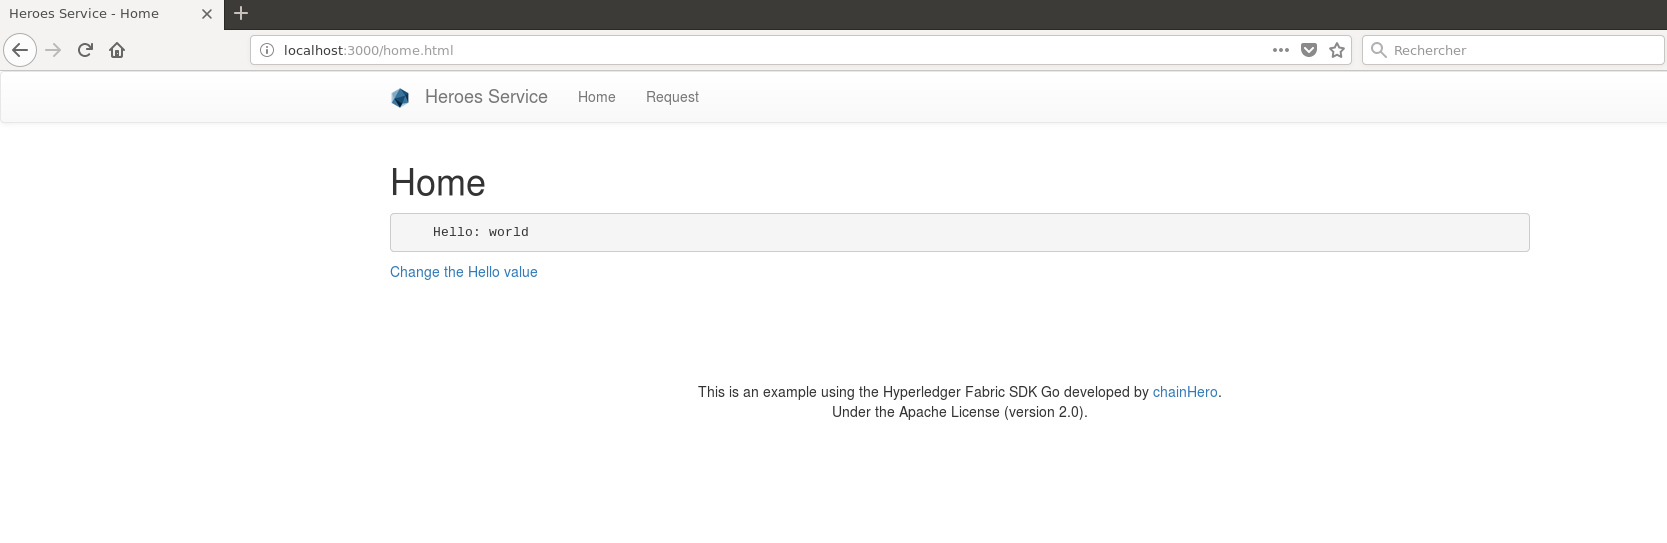 Heroes Service - Home
localhost:3000/home.html
Rechercher
Heroes Service Home Request
Home
Hello: world
Change the Hello value
This is an example using the Hyperledger Fabric SDK Go developed by chainHero.
Under the Apache License (version 2.0).